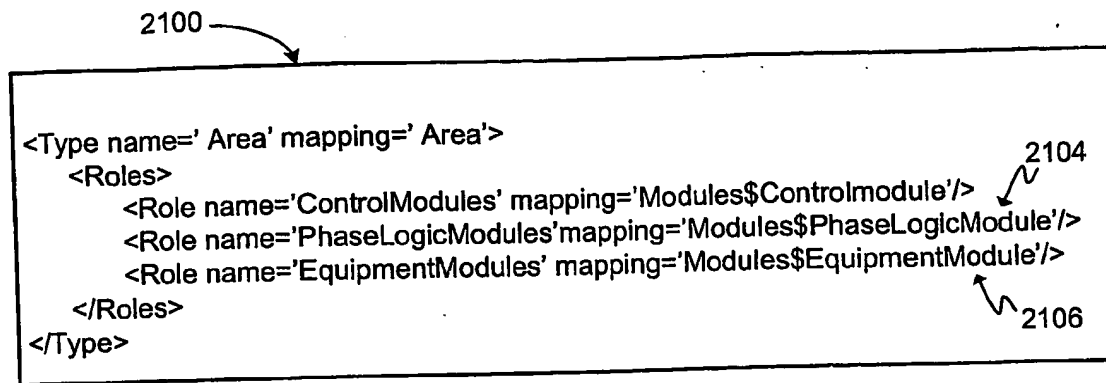 2100
<Type name=' Area' mapping=' Area'>
<Roles>
2104
<Role name='ControlModules' mapping='Modules$Controlmodule'/>
<Role name='PhaseLogicModules'mapping='Modules$PhaseLogicModule'/>
<Role name='EquipmentModules' mapping='Modules$EquipmentModule'/>
</Roles>
2106
</Type>